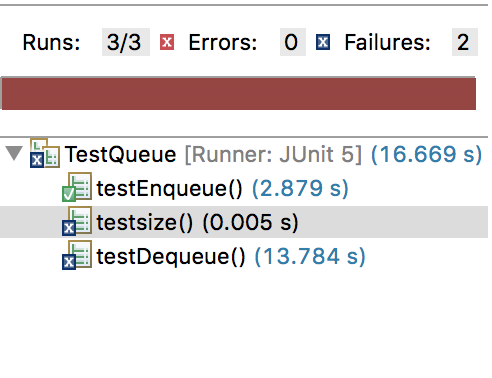 Runs: 3/3 Errors: 0 Failures: 2
TestQueue [Runner: JUnit 5] (16.669 s)
testEnqueue() (2.879 s)
testsize() (0.005 s)
testDequeue() (13.784 s)